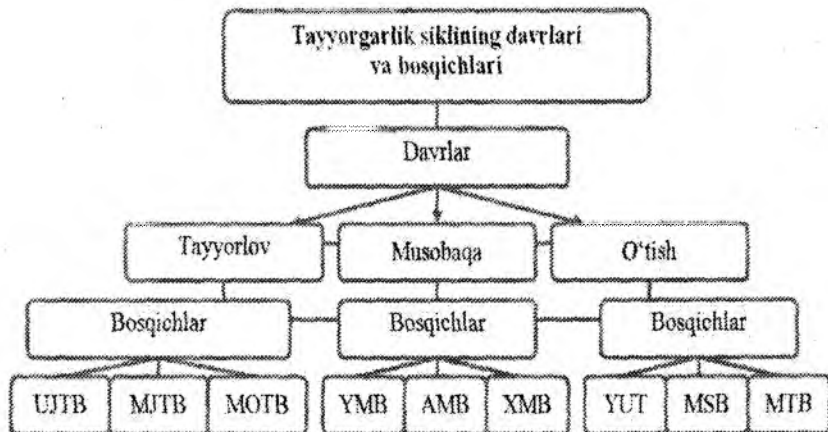 Tayyorgarlik siklining davrlari
va bosqichlari
Davrlar
Tayyorlov
Musobaqa
O‘tish
Bosqichlar
Bosqichlar
Bosqichlar
UJTB
MJTB
MOTB
YMB
AMB
XMB
YUT
MSB
MTB